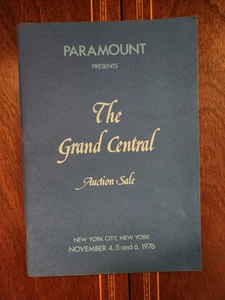 PARAMOUNT
PRESENTS
The
Grand Central
Auction Sale
NEW YORK CITY, NEW YORK
NOVEMBER 4, 5 and 6, 1976